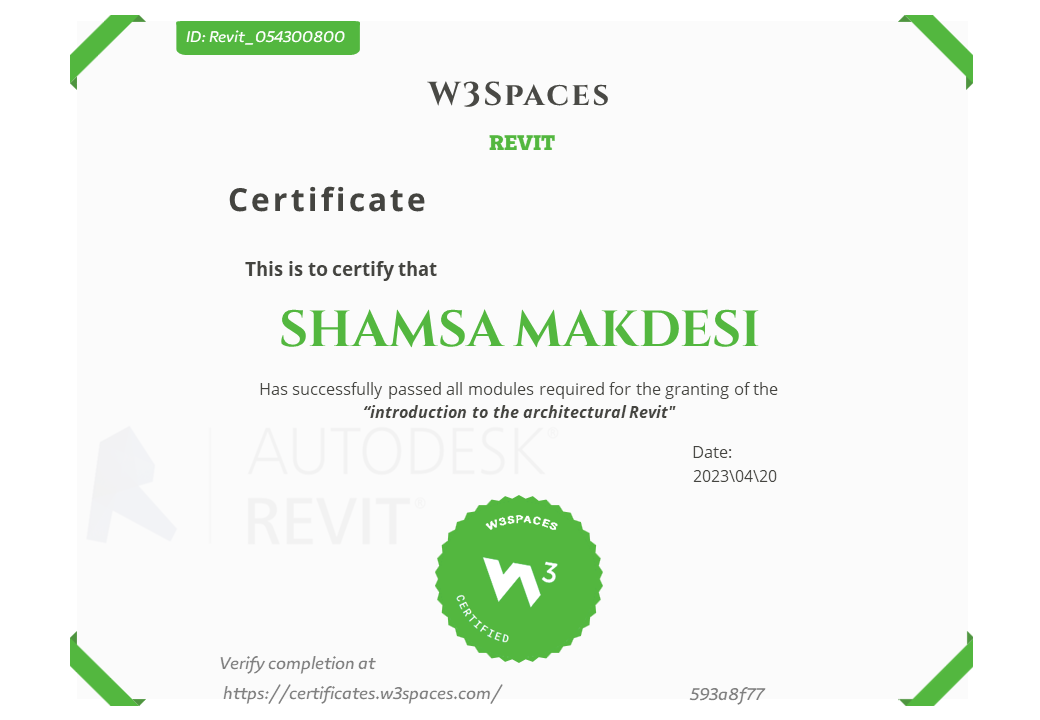 ID: Revit_054300800
W3SPACES
REVIT
Certificate
This is to certify that
SHAMSA MAKDESI
Has successfully passed all modules required for the granting of the
“introduction to the architectural Revit"
Date:
2023\04\20
AUTODESK®
REVIT®
W3SPACES
W3
CERTIFIED
Verify completion at
https://certificates.w3spaces.com/
593a8f77